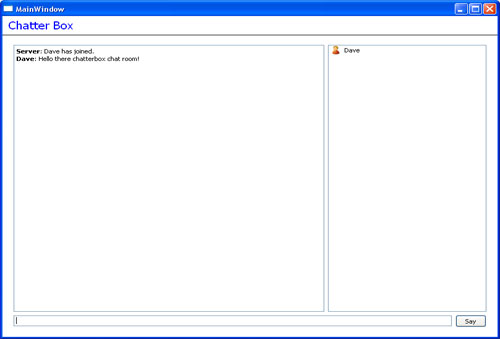 MainWindow
Chatter Box
Server: Dave has joined.
Dave: Hello there chatterbox chat room!
Dave
Say